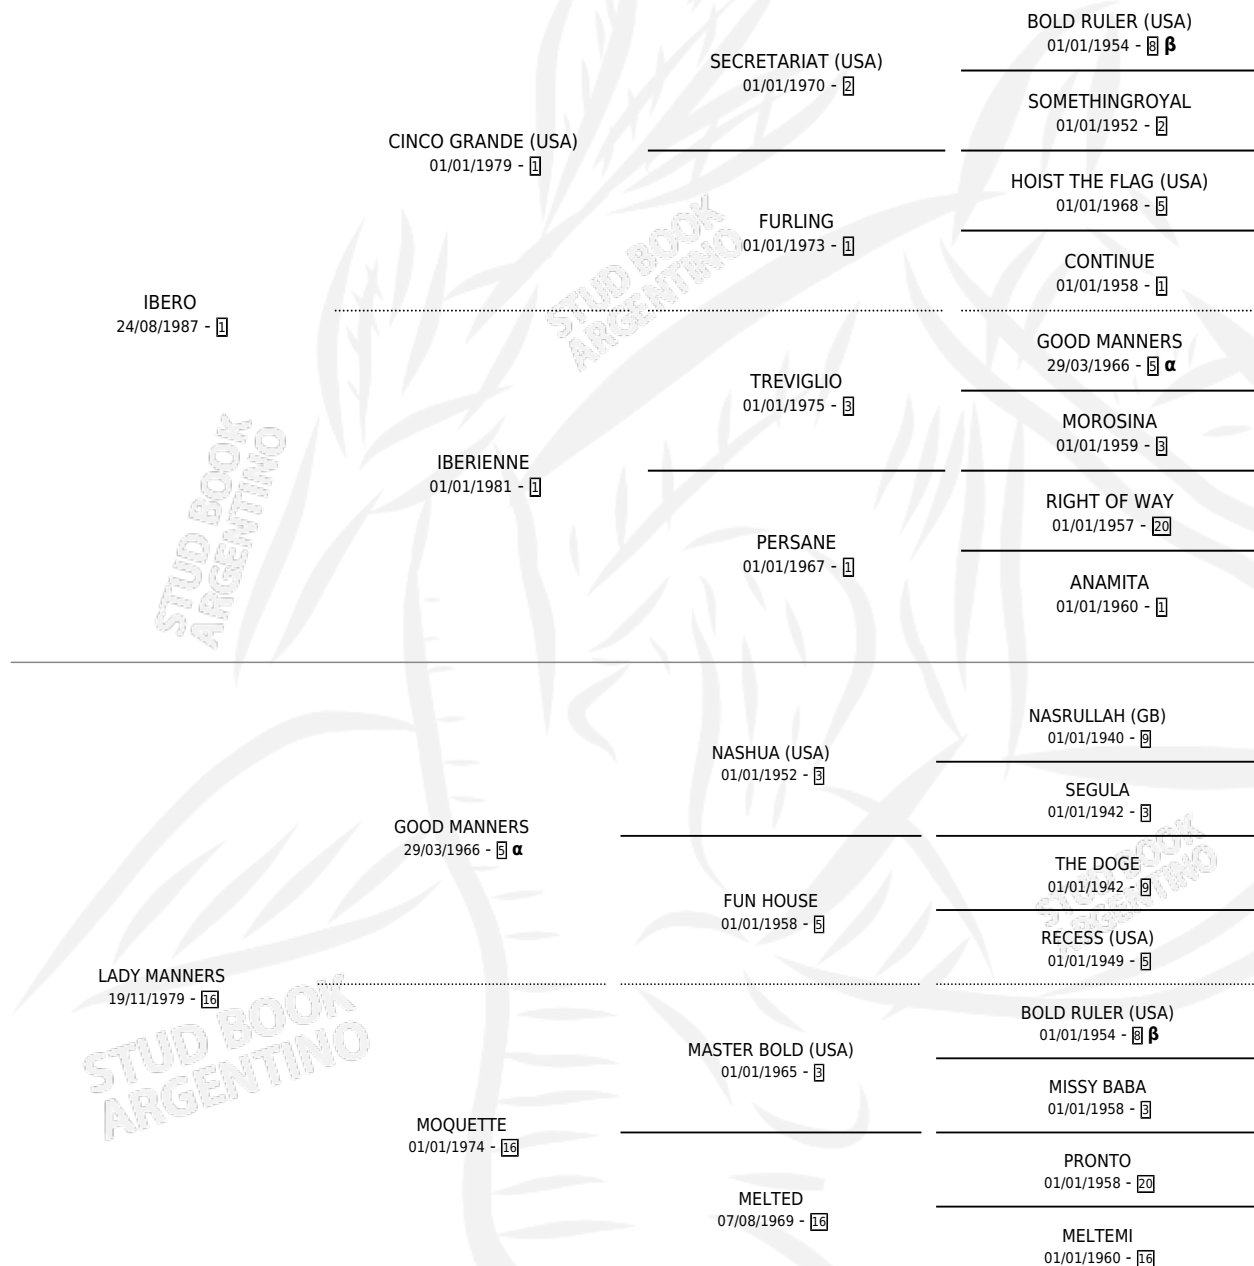 BOLD RULER (USA)
01/01/1954 - 8 β
SECRETARIAT (USA)
01/01/1970 - 2
SOMETHINGROYAL
01/01/1952 - 2
CINCO GRANDE (USA)
01/01/1979 - 1
HOIST THE FLAG (USA)
01/01/1968 - 5
FURLING
01/01/1973 - 1
CONTINUE
01/01/1958 - 1
IBERO
24/08/1987 - 1
GOOD MANNERS
29/03/1966 - 5 α
TREVIGLIO
01/01/1975 - 3
MOROSINA
01/01/1959 - 3
IBERIENNE
01/01/1981 - 1
RIGHT OF WAY
01/01/1957 - 20
PERSANE
01/01/1967 - 1
ANAMITA
01/01/1960 - 1
STUD BOOK
ARGENTINO
STUD BOOK
ARGENTINO
NASRULLAH (GB)
01/01/1940 - 9
NASHUA (USA)
01/01/1952 - 3
SEGULA
01/01/1942 - 3
GOOD MANNERS
29/03/1966 - 5 α
THE DOGE
01/01/1942 - 9
FUN HOUSE
01/01/1958 - 5
RECESS (USA)
01/01/1949 - 5
LADY MANNERS
19/11/1979 - 16
BOLD RULER (USA)
01/01/1954 - 8 β
MASTER BOLD (USA)
01/01/1965 - 3
MISSY BABA
01/01/1958 - 3
MOQUETTE
01/01/1974 - 16
PRONTO
01/01/1958 - 20
MELTED
07/08/1969 - 16
MELTEMI
01/01/1960 - 16
STUD BOOK
ARGENTINO
STUD BOOK
ARGENTINO